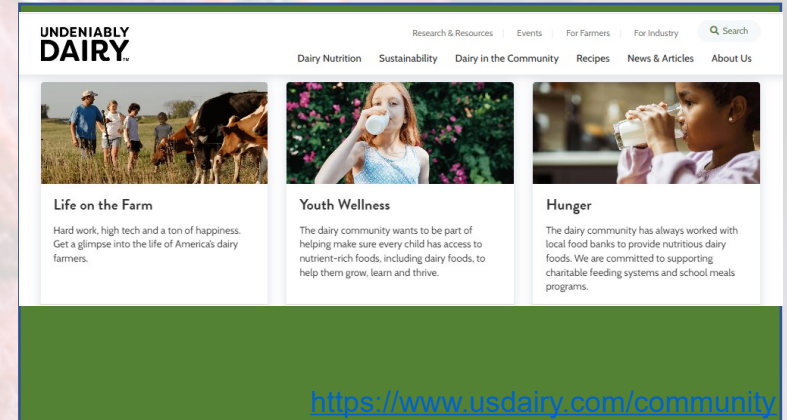 UNDENIABLY
DAIRY™
Research & Resources
Events
For Farmers
For Industry
Search
Dairy Nutrition
Sustainability
Dairy in the Community
Recipes
News & Articles
About Us
Life on the Farm
Hard work, high tech and a ton of happiness.
Get a glimpse into the life of America's dairy
farmers.
Youth Wellness
The dairy community wants to be part of
helping make sure every child has access to
nutrient-rich foods, including dairy foods, to
help them grow, learn and thrive.
Hunger
The dairy community has always worked with
local food banks to provide nutritious dairy
foods. We are committed to supporting
charitable feeding systems and school meals
programs.
https://www.usdairy.com/community